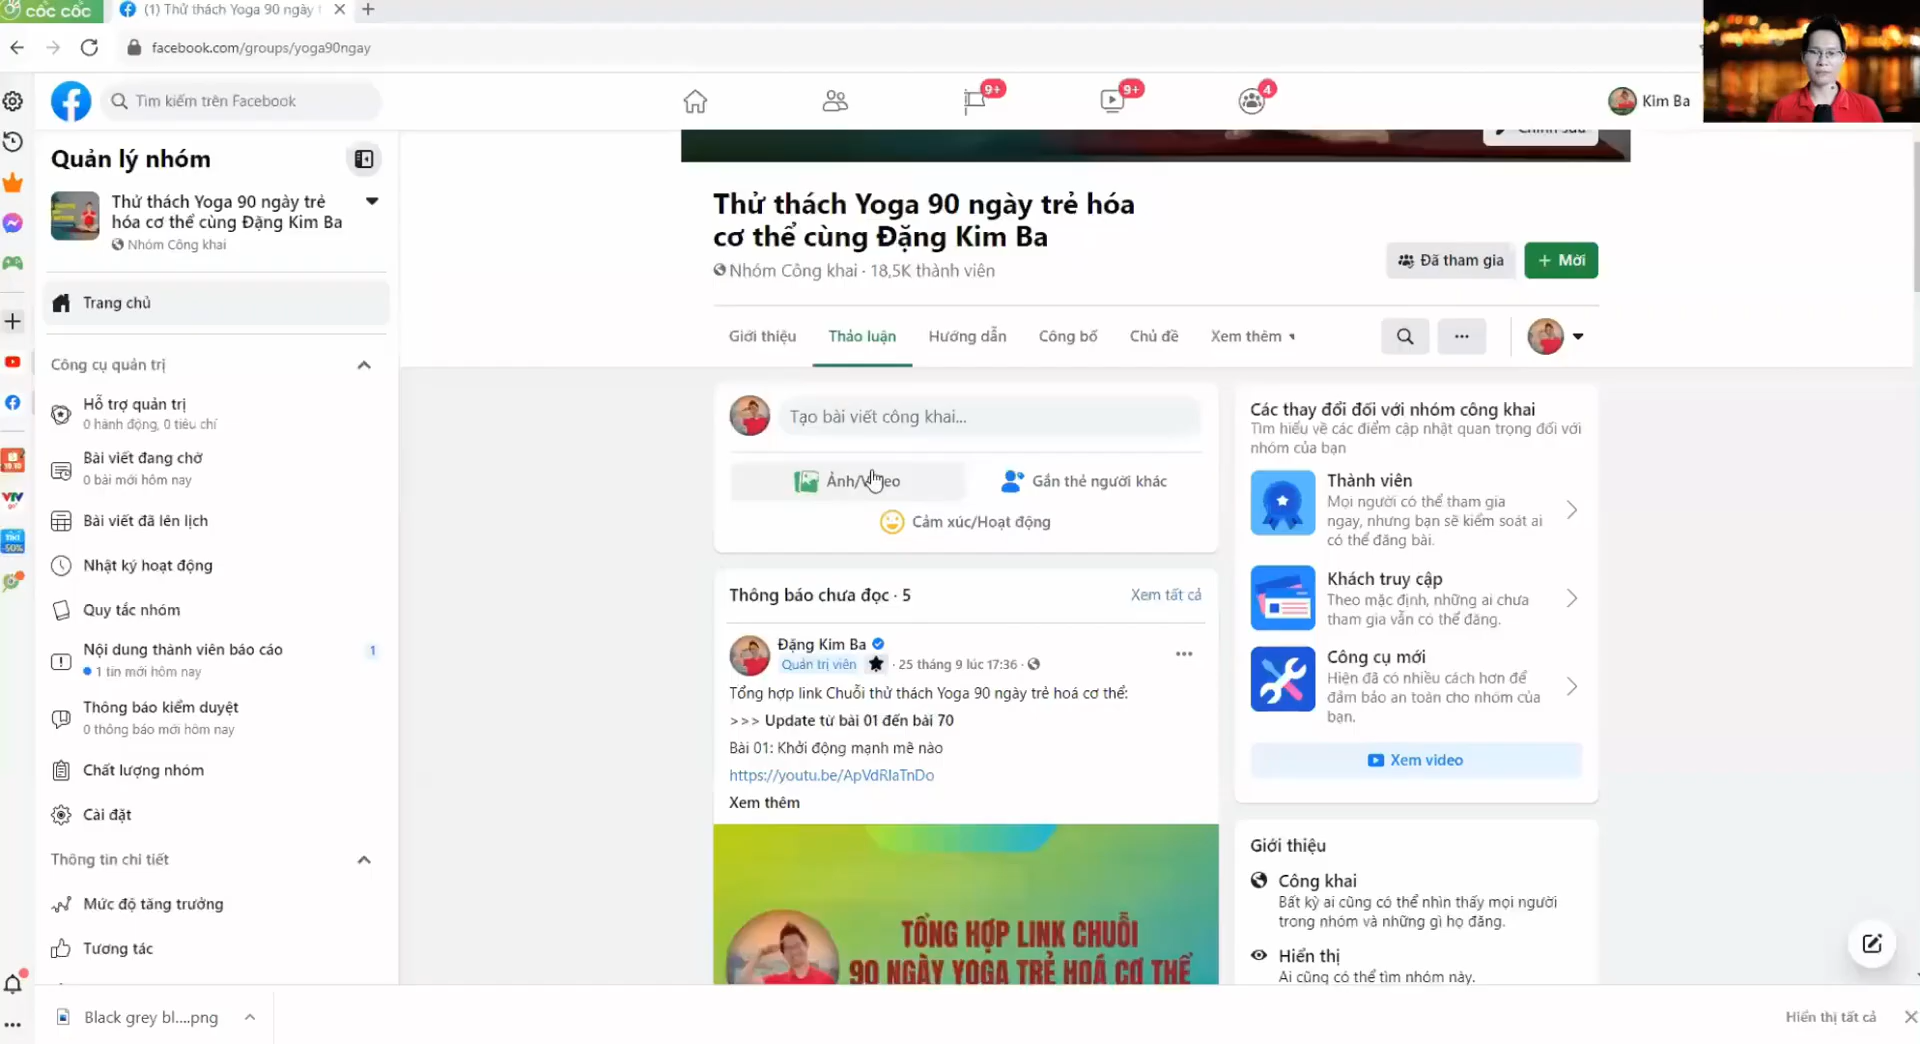 cốc cốc
(1) Thử thách Yoga 90 ngày t
facebook.com/groups/yoga90ngay
Tìm kiếm trên Facebook
9+
9+
4
Kim Ba
Quản lý nhóm
Thử thách Yoga 90 ngày trẻ
hóa cơ thể cùng Đặng Kim Ba
Nhóm Công khai
Trang chủ
Công cụ quản trị
Hỗ trợ quản trị
0 hành động, 0 tiêu chí
Bài viết đang chờ
0 bài mới hôm nay
Bài viết đã lên lịch
Nhật ký hoạt động
Quy tắc nhóm
Nội dung thành viên báo cáo
1
1 tin mới hôm nay
Thông báo kiểm duyệt
0 thông báo mới hôm nay
Chất lượng nhóm
Cài đặt
Thông tin chi tiết
Mức độ tăng trưởng
Tương tác
Thử thách Yoga 90 ngày trẻ hóa
cơ thể cùng Đặng Kim Ba
Nhóm Công khai · 18,5K thành viên
Đã tham gia
+ Mời
Giới thiệu
Thảo luận
Hướng dẫn
Công bố
Chủ đề
Xem thêm
Tạo bài viết công khai...
Ảnh/Video
Gắn thẻ người khác
Cảm xúc/Hoạt động
Thông báo chưa đọc · 5
Xem tất cả
Đặng Kim Ba
Quản trị viên · 25 tháng 9 lúc 17:36 ·
Tổng hợp link Chuỗi thử thách Yoga 90 ngày trẻ hoá cơ thể:
>>> Update từ bài 01 đến bài 70
Bài 01: Khởi động mạnh mẽ nào
https://youtu.be/ApVdRIaTnDo
Xem thêm
TỔNG HỢP LINK CHUỖI
90 NGÀY YOGA TRẺ HOÁ CƠ THỂ
Các thay đổi đối với nhóm công khai
Tìm hiểu về các điểm cập nhật quan trọng đối với
nhóm của bạn
Thành viên
Mọi người có thể tham gia
ngay, nhưng bạn sẽ kiểm soát ai
có thể đăng bài.
Khách truy cập
Theo mặc định, những ai chưa
tham gia vẫn có thể đăng.
Công cụ mới
Hiện đã có nhiều cách hơn để
đảm bảo an toàn cho nhóm của
bạn.
Xem video
Giới thiệu
Công khai
Bất kỳ ai cũng có thể nhìn thấy mọi người
trong nhóm và những gì họ đăng.
Hiển thị
Ai cũng có thể tìm nhóm này.
Black grey bl....png
Hiển thị tất cả